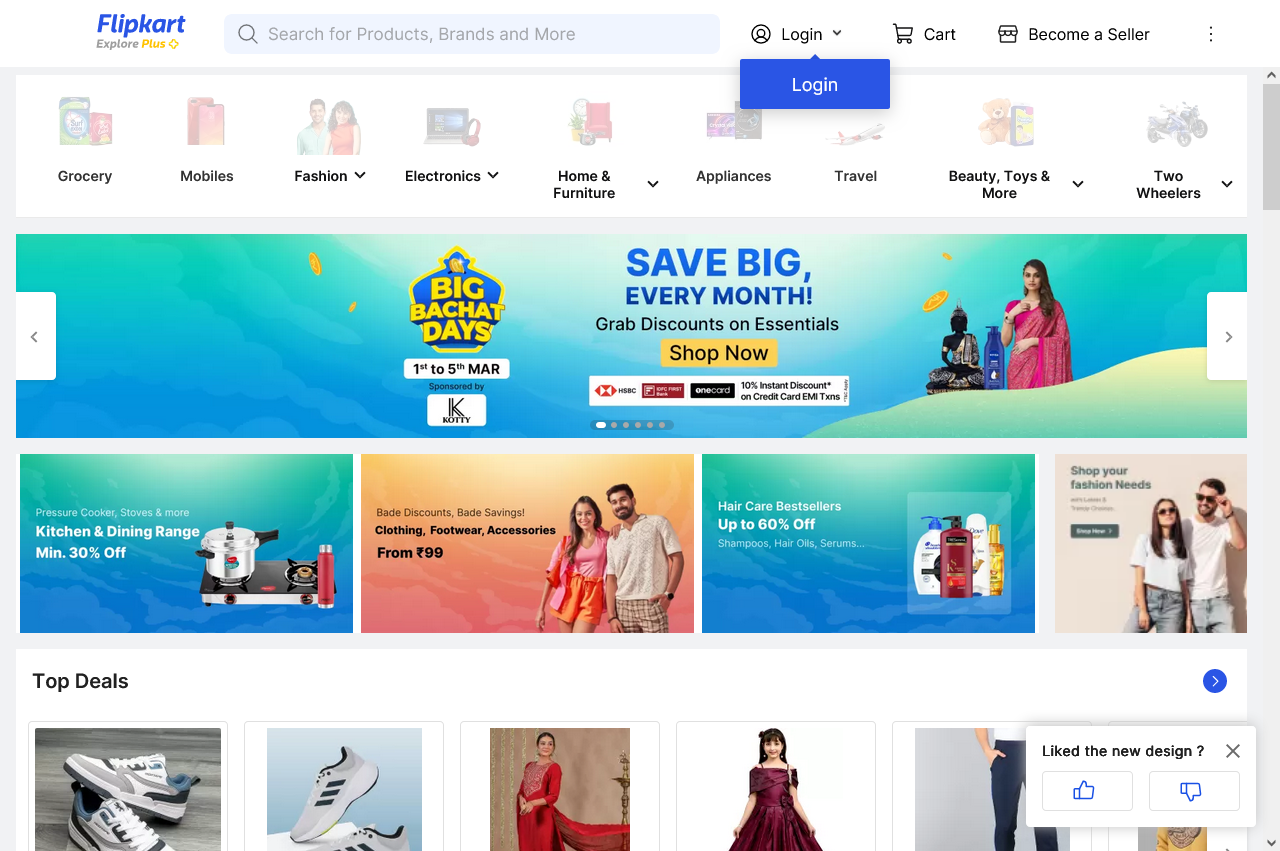 Flipkart
Explore Plus
Search for Products, Brands and More
Login
Cart
Become a Seller
Login
Grocery
Mobiles
Fashion
Electronics
Home &
Furniture
Appliances
Travel
Beauty, Toys &
More
Two
Wheelers
BIG
BACHAT
DAYS
1st to 5th MAR
Sponsored by
K
KOTTY
SAVE BIG,
EVERY MONTH!
Grab Discounts on Essentials
Shop Now
HSBC
IDFC FIRST
Bank
onecard
10% Instant Discount*
on Credit Card EMI Txns
*T&C Apply
Pressure Cooker, Stoves & more
Kitchen & Dining Range
Min. 30% Off
Bade Discounts, Bade Savings!
Clothing, Footwear, Accessories
From ₹99
Hair Care Bestsellers
Up to 60% Off
Shampoos, Hair Oils, Serums...
Shop your
fashion Needs
Shop Now
Top Deals
Liked the new design ?